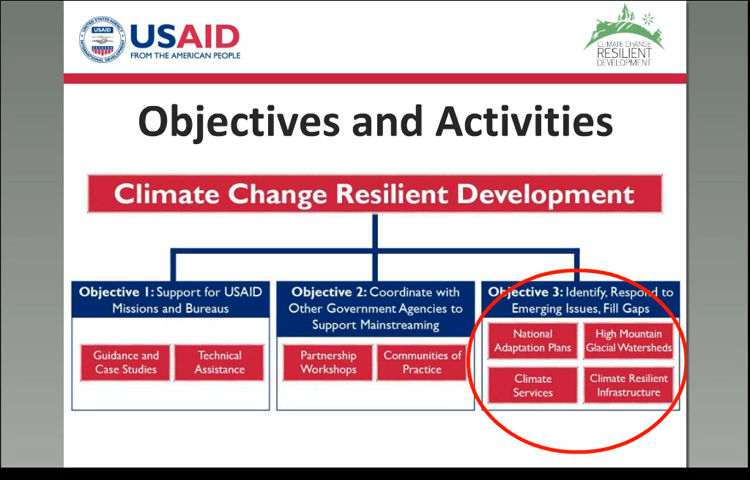 USAID
FROM THE AMERICAN PEOPLE
CLIMATE CHANGE
RESILIENT
DEVELOPMENT
Objectives and Activities
Climate Change Resilient Development
Objective 1: Support for USAID
Missions and Bureaus
Guidance and
Case Studies
Technical
Assistance
Objective 2: Coordinate with
Other Government Agencies to
Support Mainstreaming
Partnership
Workshops
Communities of
Practice
Objective 3: Identify, Respond to
Emerging Issues, Fill Gaps
National
Adaptation Plans
High Mountain
Glacial Watersheds
Climate
Services
Climate Resilient
Infrastructure